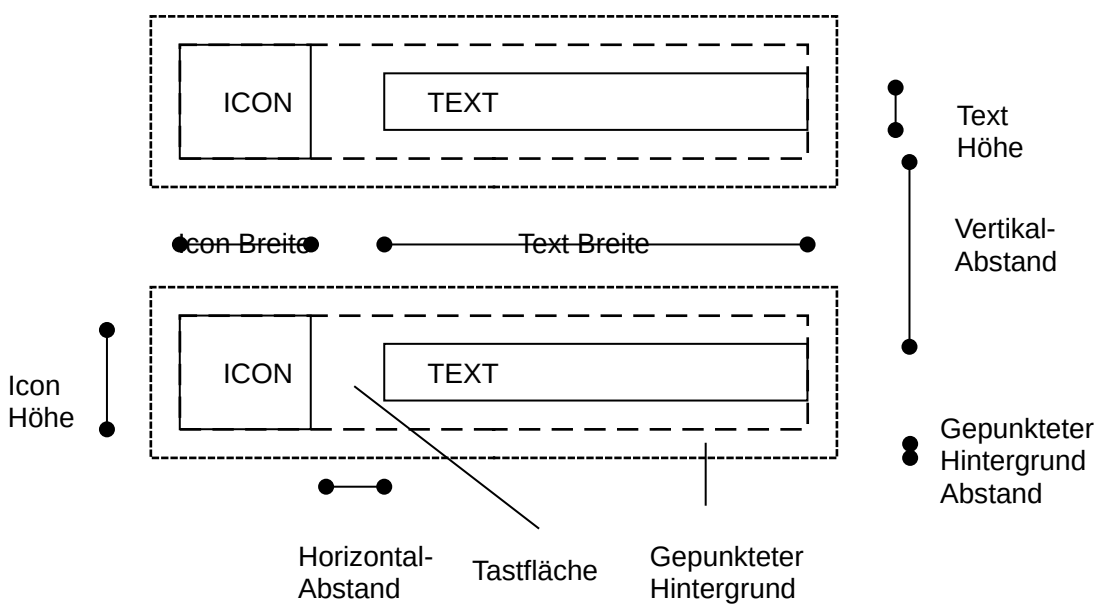 ICON
TEXT
Text
Höhe
Icon Breite
Text Breite
Vertikal-
Abstand
ICON
TEXT
Icon
Höhe
Gepunkteter
Hintergrund
Abstand
Horizontal-
Abstand
Tastfläche
Gepunkteter
Hintergrund